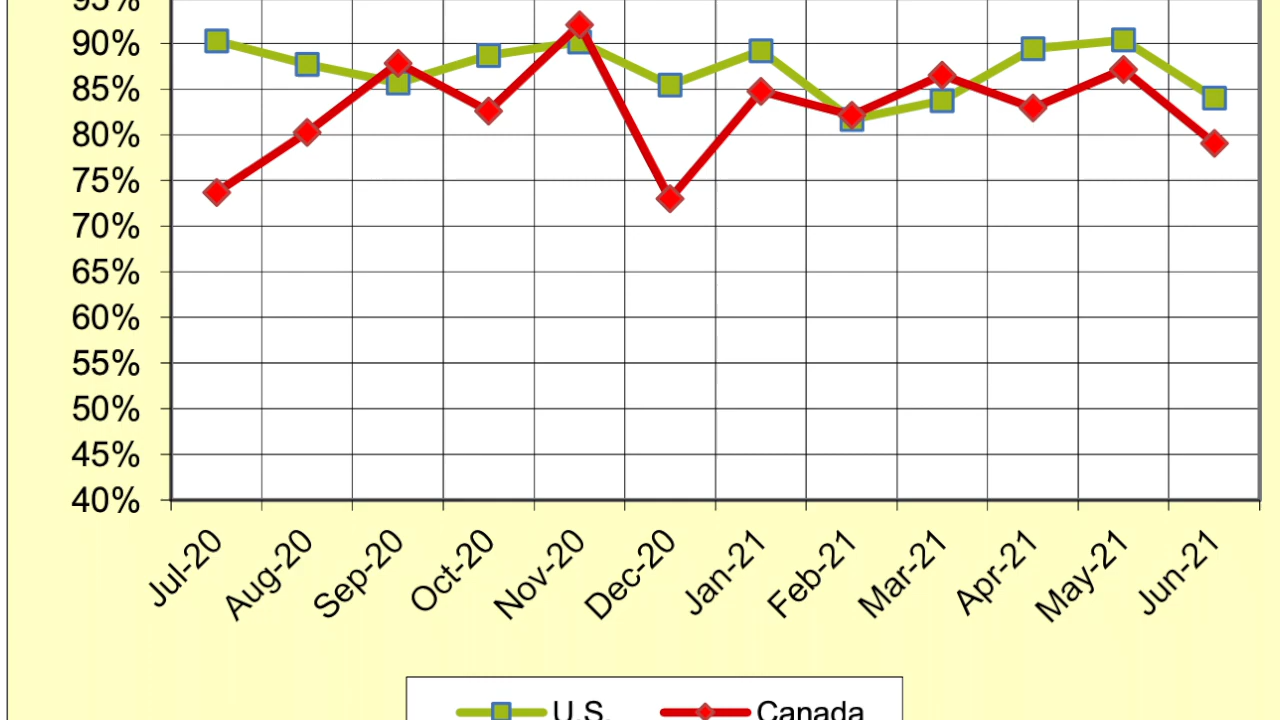 95%
90%
85%
80%
75%
70%
65%
60%
55%
50%
45%
40%
Jul-20
Aug-20
Sep-20
Oct-20
Nov-20
Dec-20
Jan-21
Feb-21
Mar-21
Apr-21
May-21
Jun-21
U.S.
Canada